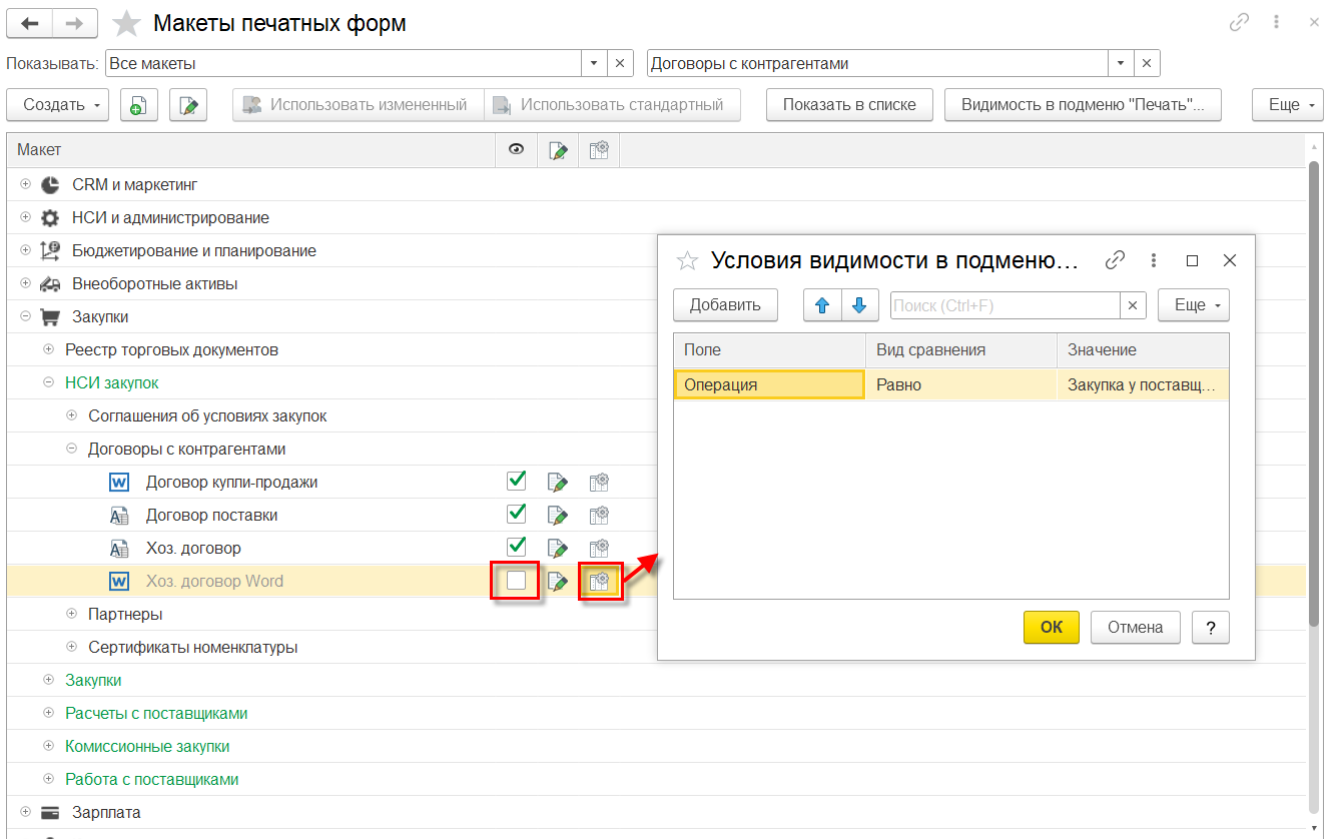 Макеты печатных форм
Показывать: Все макеты Договоры с контрагентами
Создать Использовать измененный Использовать стандартный Показать в списке Видимость в подменю "Печать"... Еще
Макет
CRM и маркетинг
НСИ и администрирование
Бюджетирование и планирование
Внеоборотные активы
Закупки
Реестр торговых документов
НСИ закупок
Соглашения об условиях закупок
Договоры с контрагентами
W Договор куппи-продажи
A Договор поставки
A Хоз. договор
W Хоз. договор Word
Партнеры
Сертификаты номенклатуры
Закупки
Расчеты с поставщиками
Комиссионные закупки
Работа с поставщиками
Зарплата
Условия видимости в подменю...
Добавить Поиск (Ctrl+F) Еще
Поле Вид сравнения Значение
Операция Равно Закупка у поставщ...
ОК Отмена ?